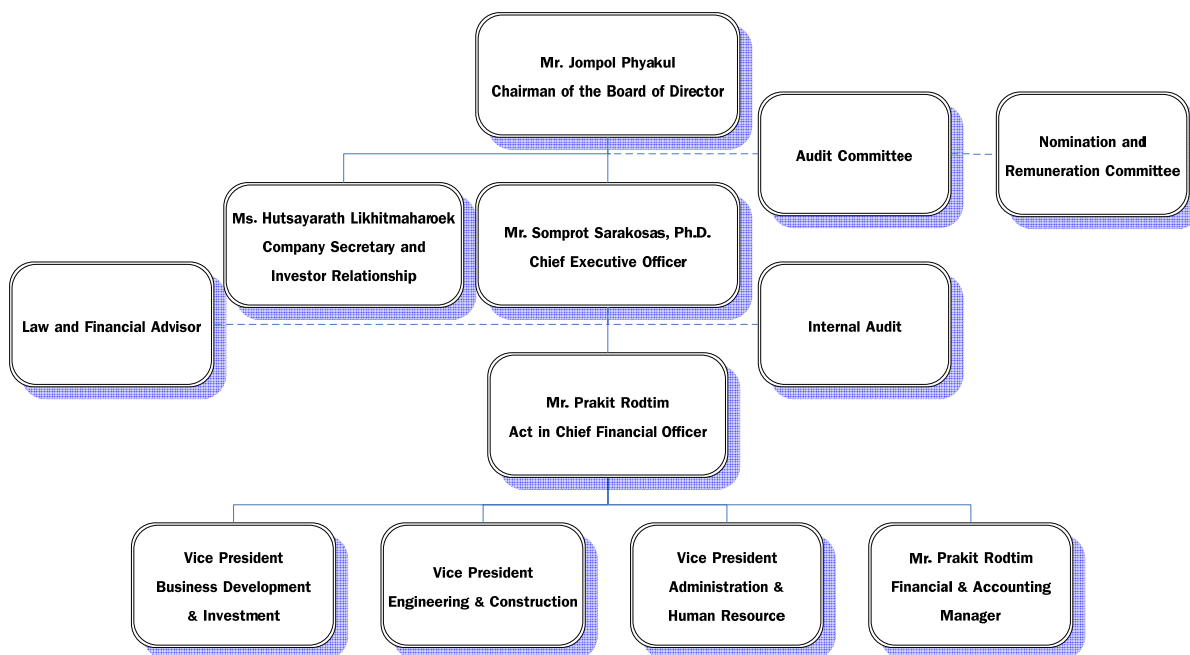 Mr. Jompol Phyakul
Chairman of the Board of Director
Audit Committee
Nomination and
Remuneration Committee
Ms. Hutsayarath Likhitmaharoek
Company Secretary and
Investor Relationship
Mr. Somprot Sarakosas, Ph.D.
Chief Executive Officer
Law and Financial Advisor
Internal Audit
Mr. Prakit Rodtim
Act in Chief Financial Officer
Vice President
Business Development
& Investment
Vice President
Engineering & Construction
Vice President
Administration &
Human Resource
Mr. Prakit Rodtim
Financial & Accounting
Manager